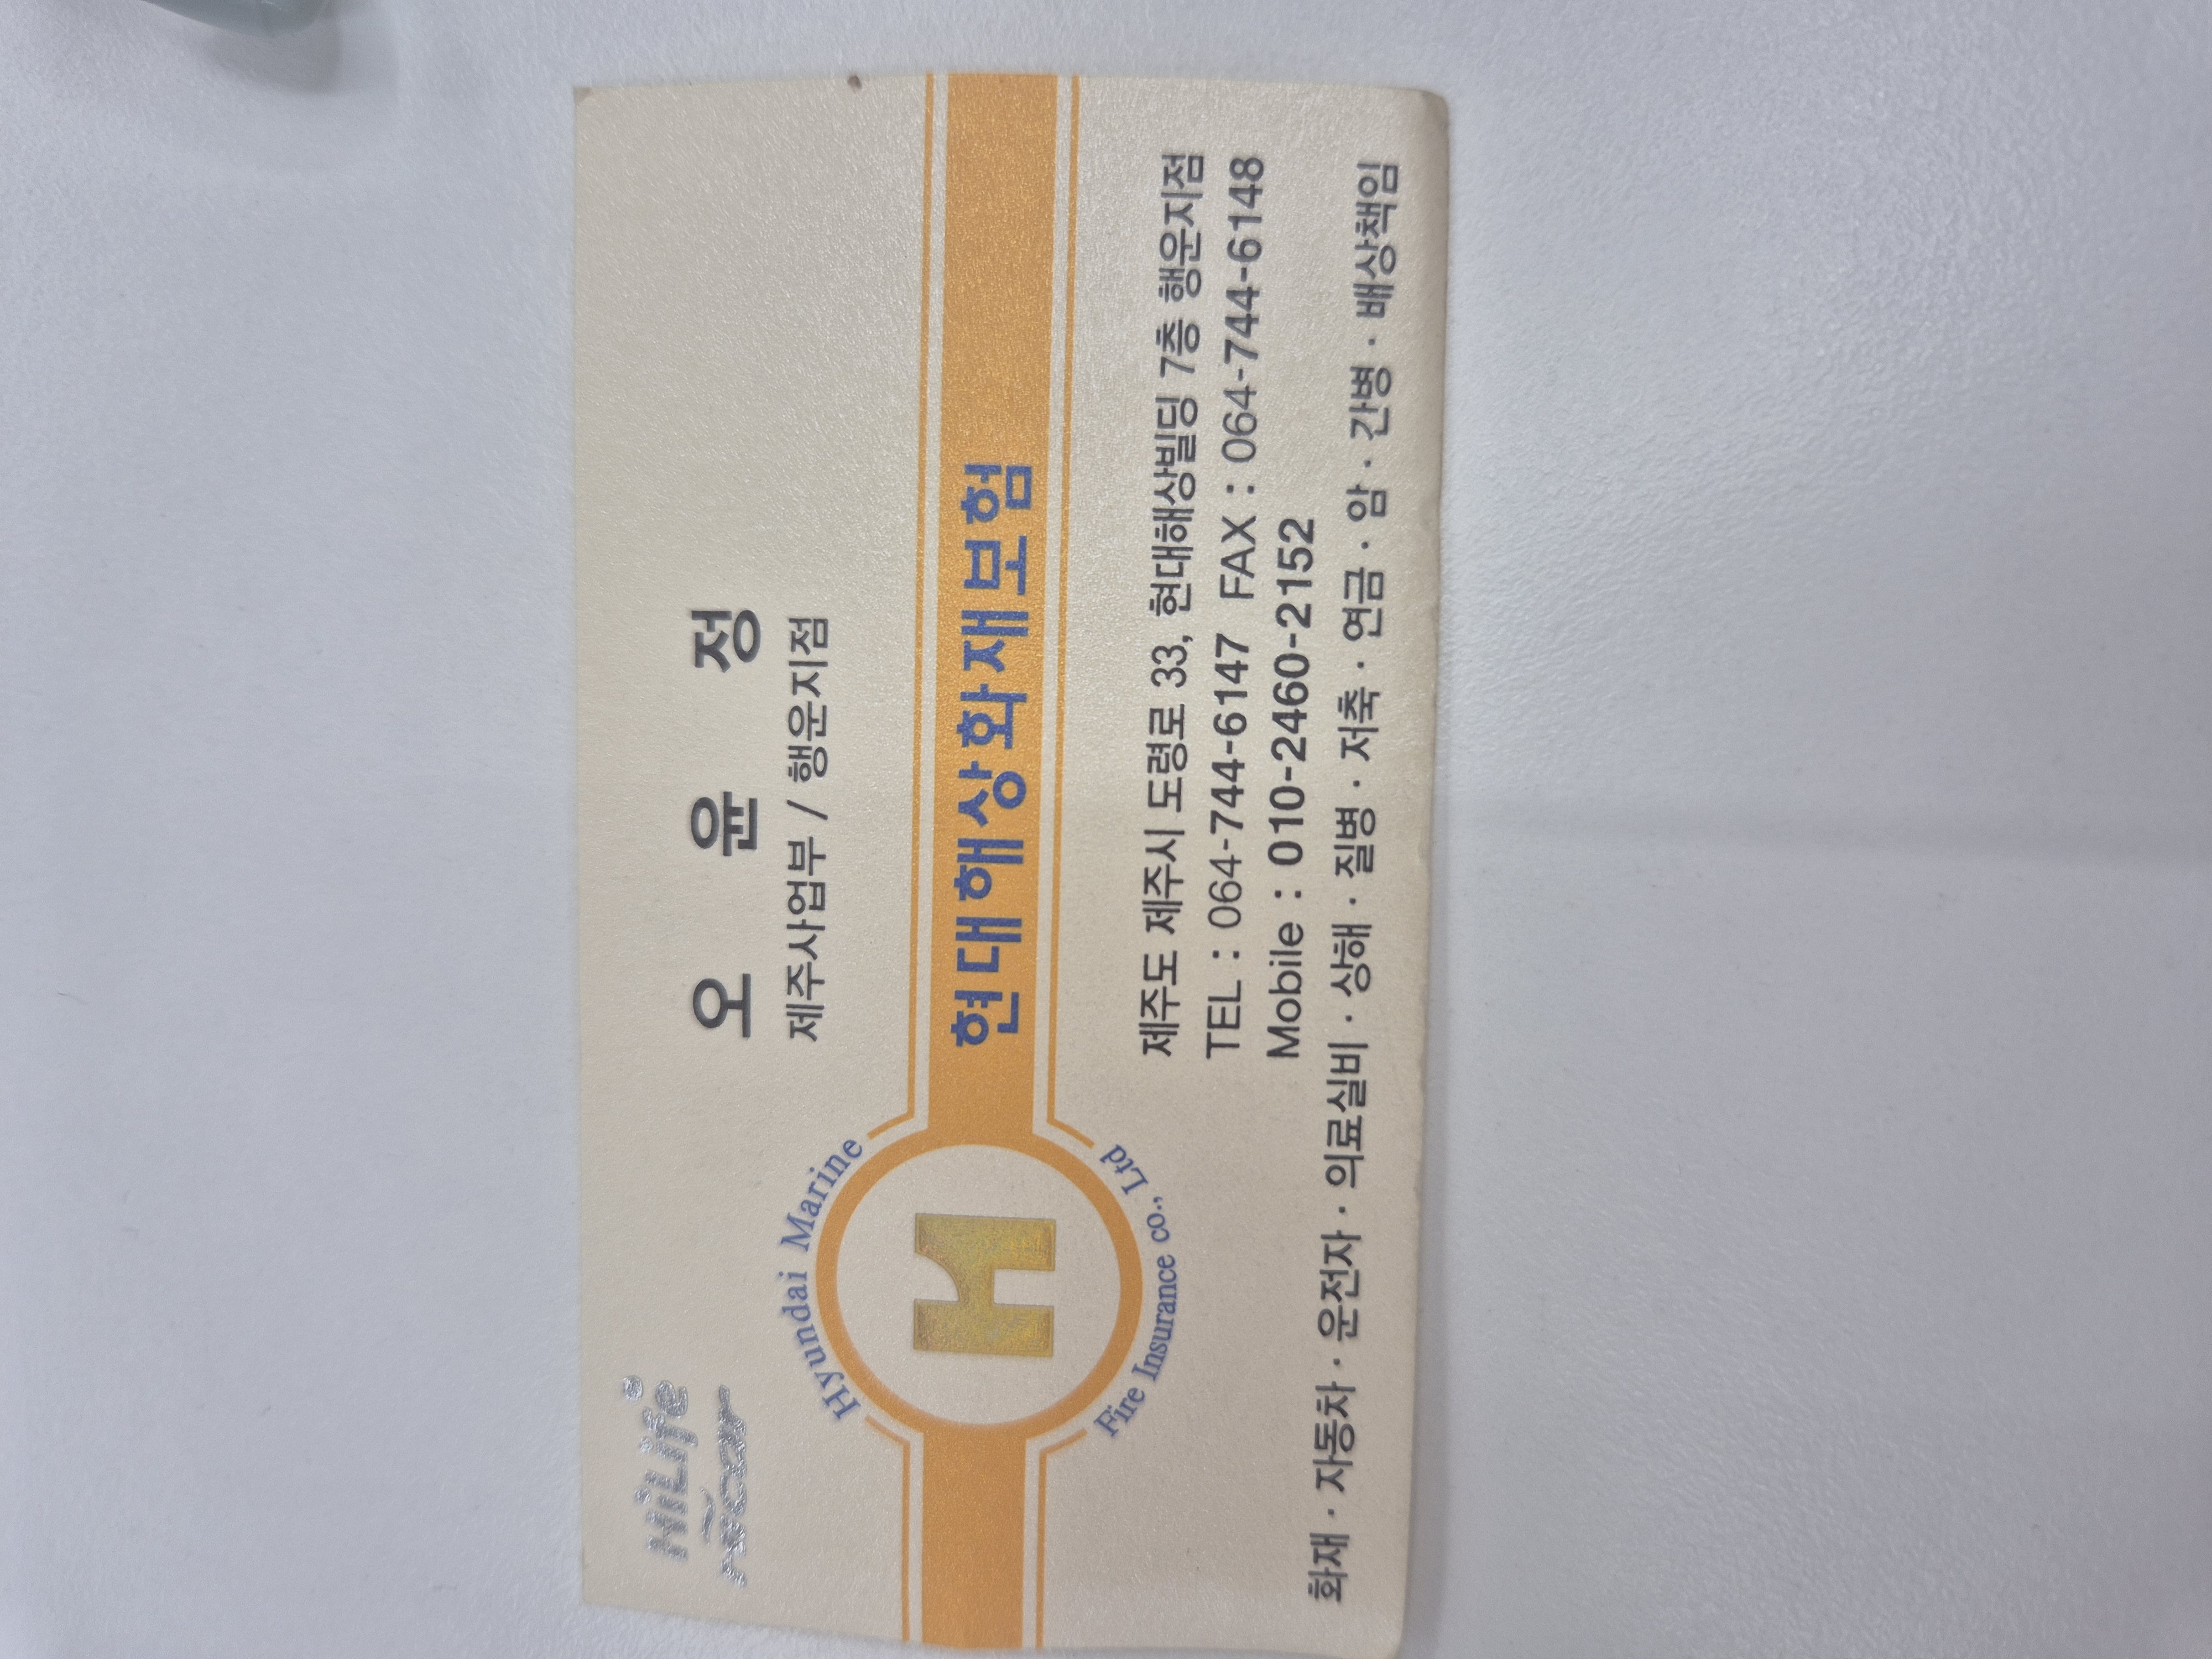 HiLife
Hicar
오 윤 정
제주사업부 / 행운지점
Hyundai Marine
H
Fire Insurance co., Ltd
현대해상화재보험
제주도 제주시 도령로 33, 현대해상빌딩 7층 행운지점
TEL : 064-744-6147 FAX : 064-744-6148
Mobile : 010-2460-2152
화재 · 자동차 · 운전자 · 의료실비 · 상해 · 질병 · 저축 · 연금 · 암 · 간병 · 배상책임